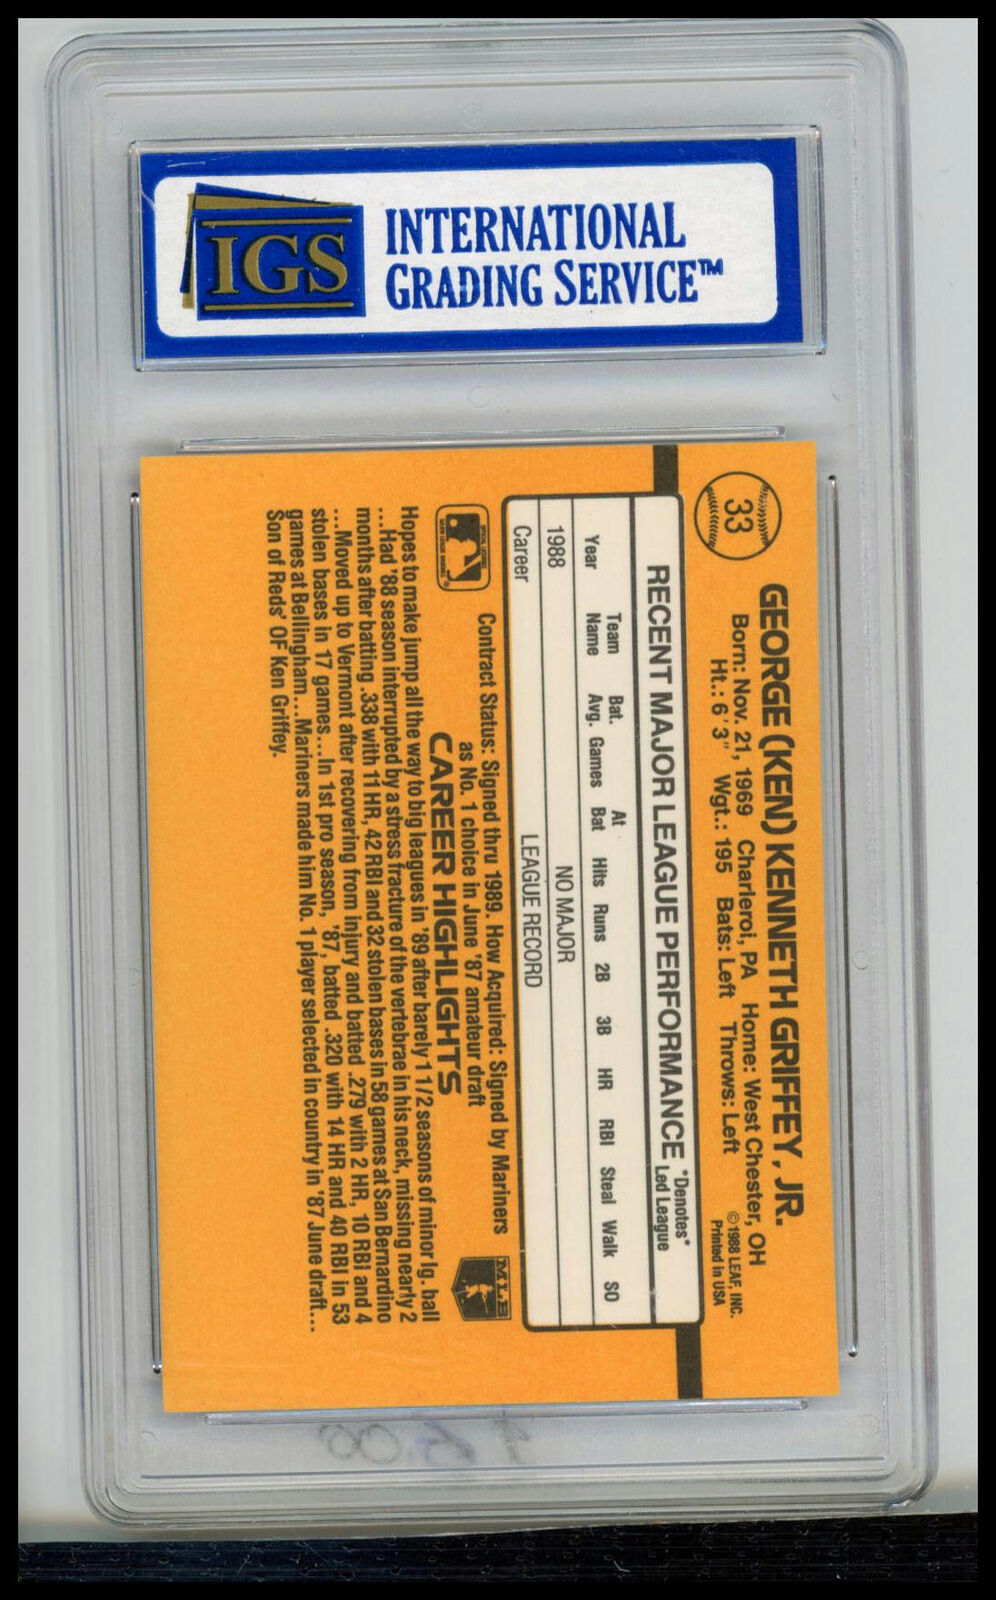 IGS
INTERNATIONAL
GRADING SERVICE™
33
GEORGE (KEN) KENNETH GRIFFEY, JR.
Born: Nov. 21, 1969 Charleroi, PA Home: West Chester, OH
Ht.: 6'3" Wgt.: 195 Bats: Left Throws: Left
©1988 LEAF, INC.
Printed in USA
RECENT MAJOR LEAGUE PERFORMANCE
*Denotes*
Led League
Year Team Name Bat. Avg. Games At Bat Hits Runs 2B 3B HR RBI Steal Walk SO
1988 NO MAJOR
Career LEAGUE RECORD
Contract Status: Signed thru 1989. How Acquired: Signed by Mariners
as No. 1 choice in June '87 amateur draft
MLB
CAREER HIGHLIGHTS
Hopes to make jump all the way to big leagues in '89 after barely 1 1/2 seasons of minor lg. ball
...Had '88 season interrupted by a stress fracture of the vertebrae in his neck, missing nearly 2
months after batting .338 with 11 HR, 42 RBI and 32 stolen bases in 58 games at San Bernardino
...Moved up to Vermont after recovering from injury and batted .279 with 2 HR, 10 RBI and 4
stolen bases in 17 games...In 1st pro season, '87, batted .320 with 14 HR and 40 RBI in 53
games at Bellingham...Mariners made him No. 1 player selected in country in '87 June draft...
Son of Reds' OF Ken Griffey.